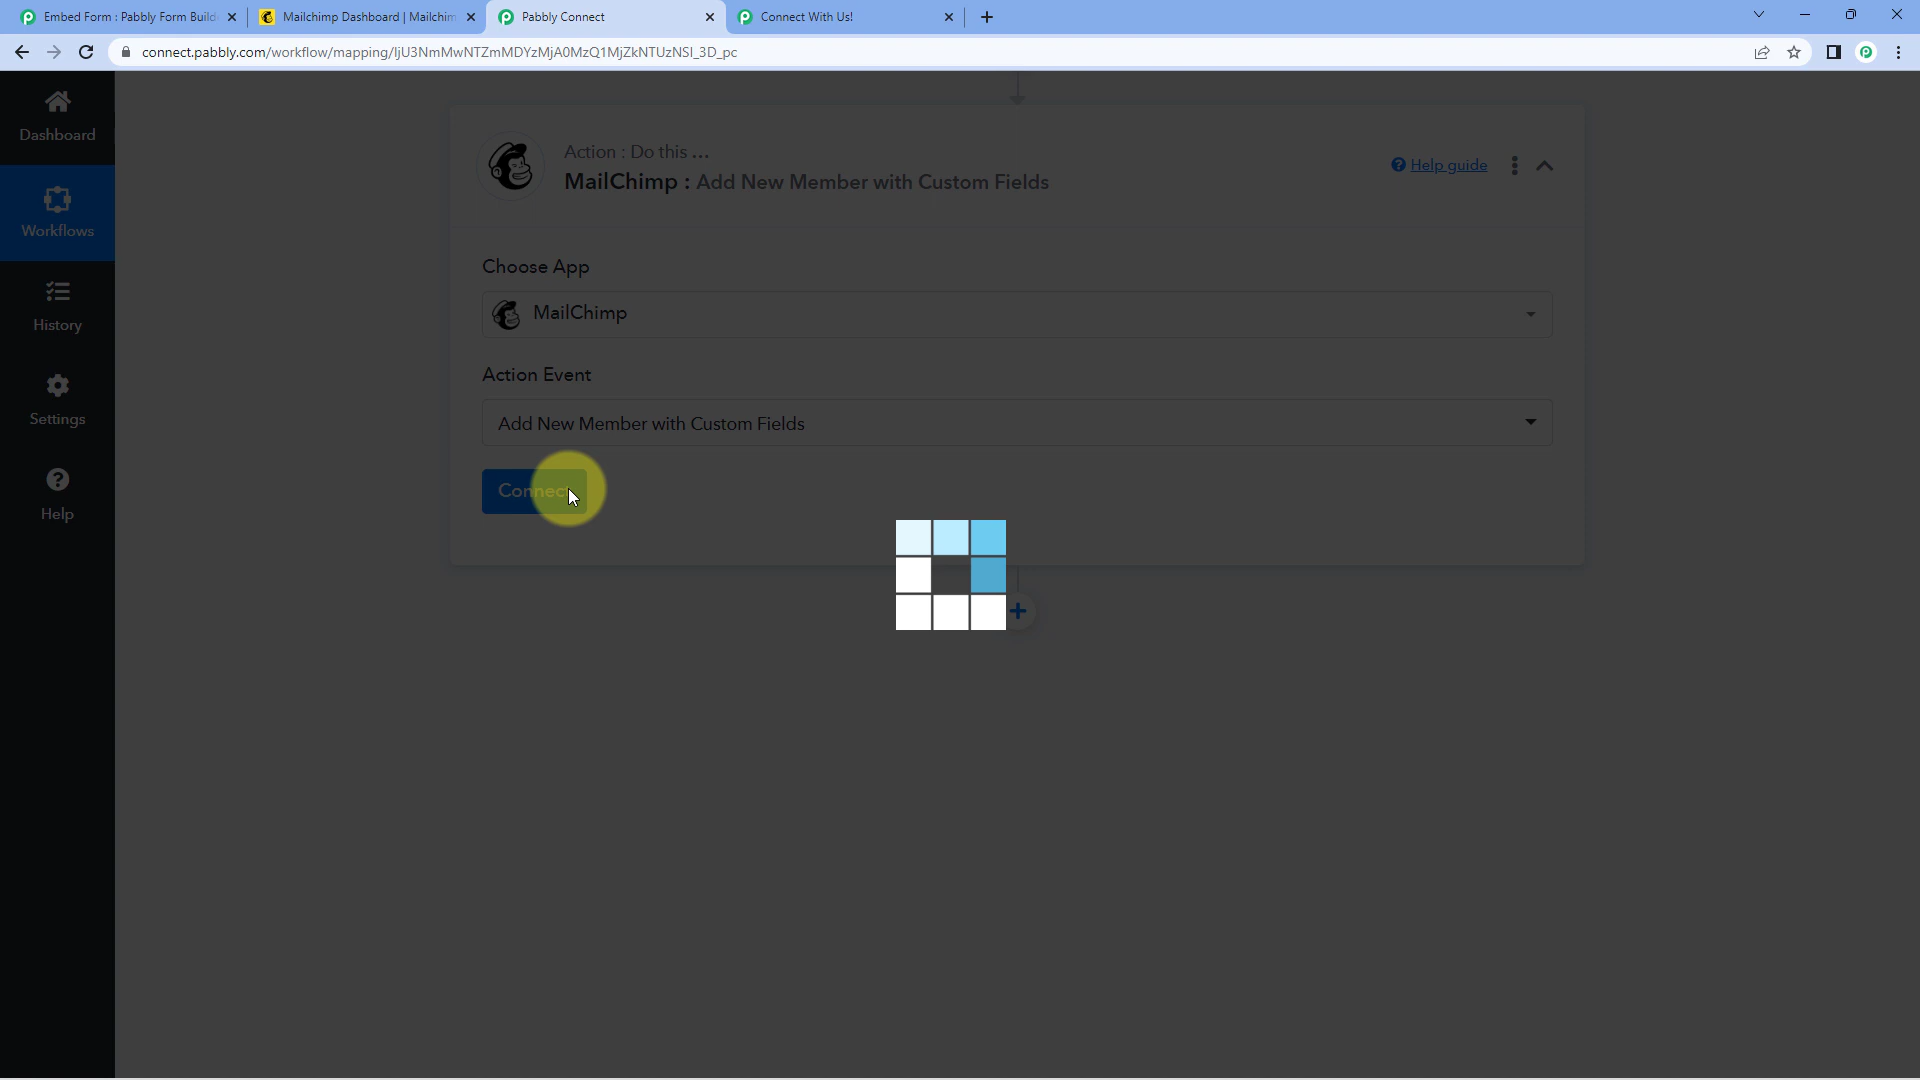 Embed Form : Pabbly Form Build
Mailchimp Dashboard | Mailchim
Pabbly Connect
Connect With Us!
connect.pabbly.com/workflow/mapping/IjU3NmMwNTZmMDYzMjA0MzQ1MjZkNTUzNSI_3D_pc
Dashboard
Workflows
History
Settings
Help
Action : Do this ...
MailChimp : Add New Member with Custom Fields
Help guide
Choose App
MailChimp
Action Event
Add New Member with Custom Fields
Connect